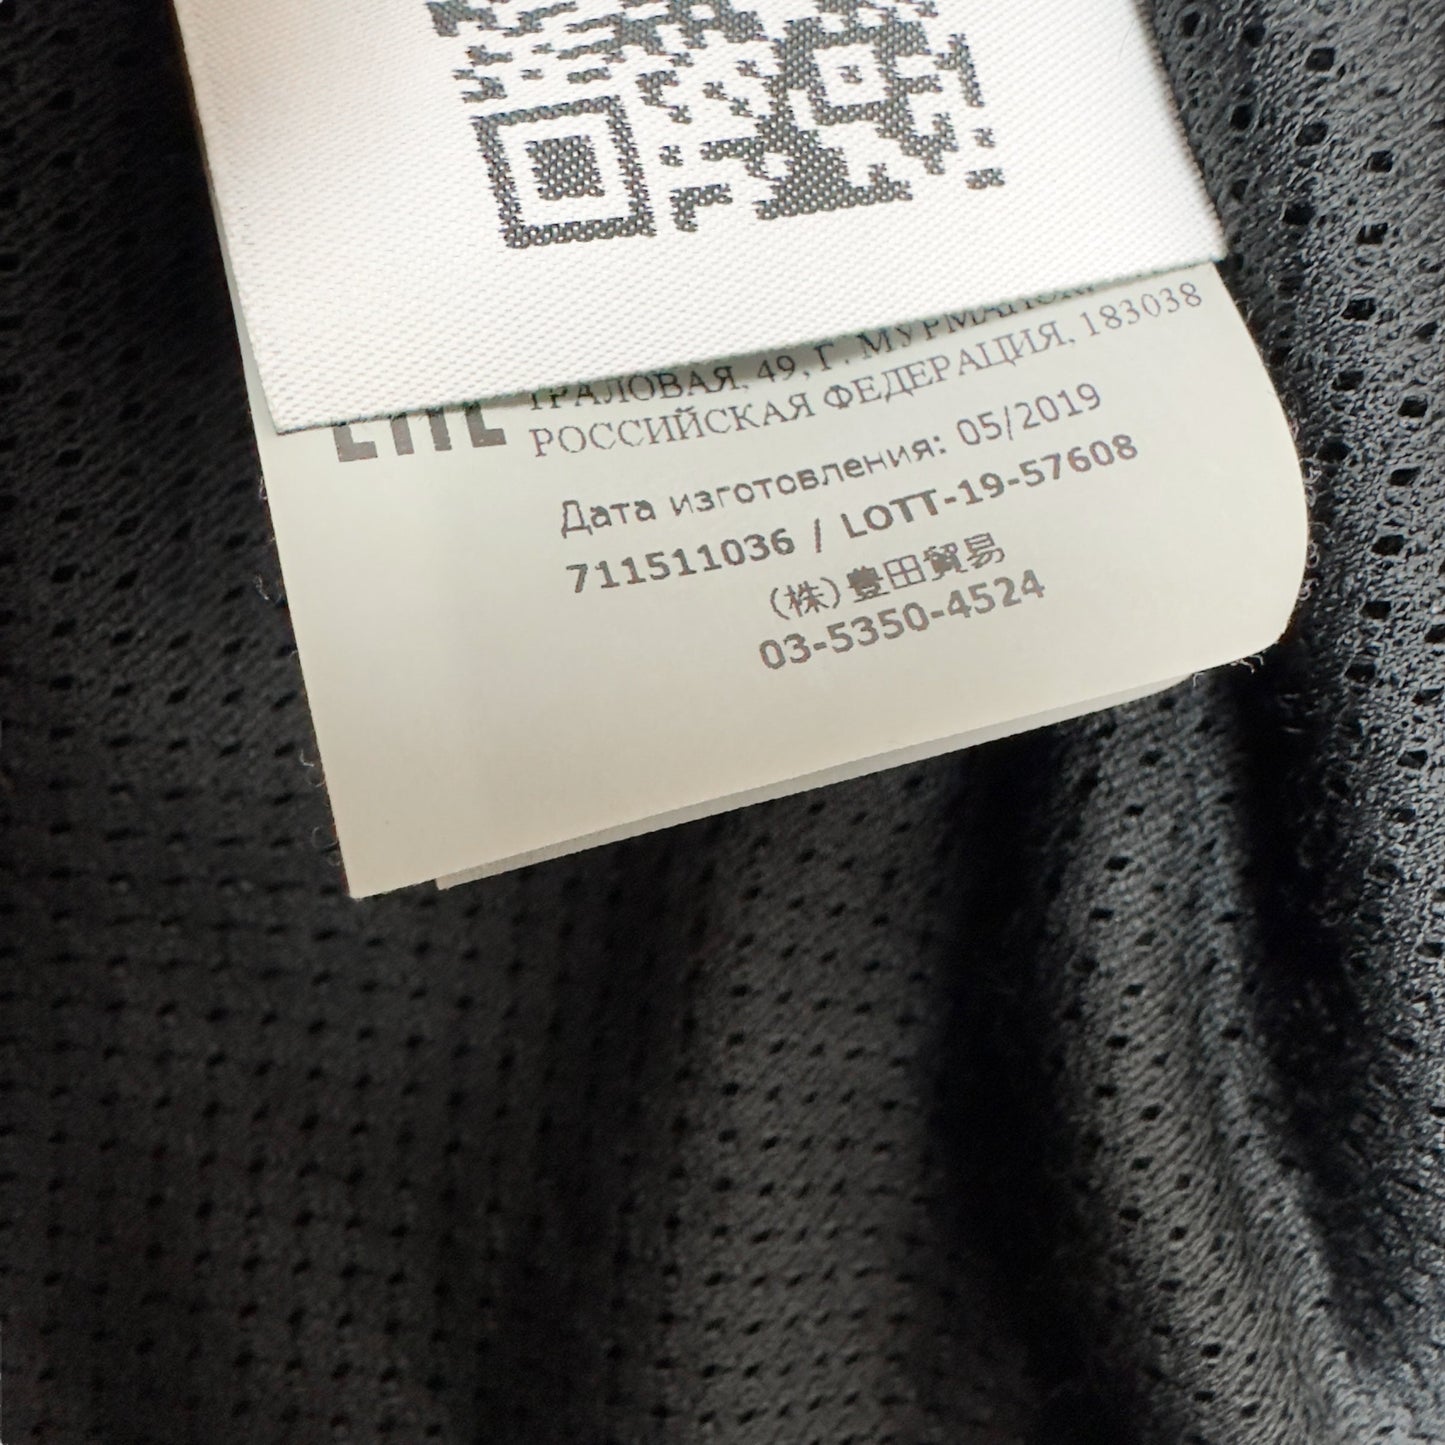 ТРАЛОВАЯ, 49, Г. МУРМАНСК,
РОССИЙСКАЯ ФЕДЕРАЦИЯ, 183038
Дата изготовления: 05/2019
711511036 / LOTT-19-57608
(株)豊田貿易
03-5350-4524